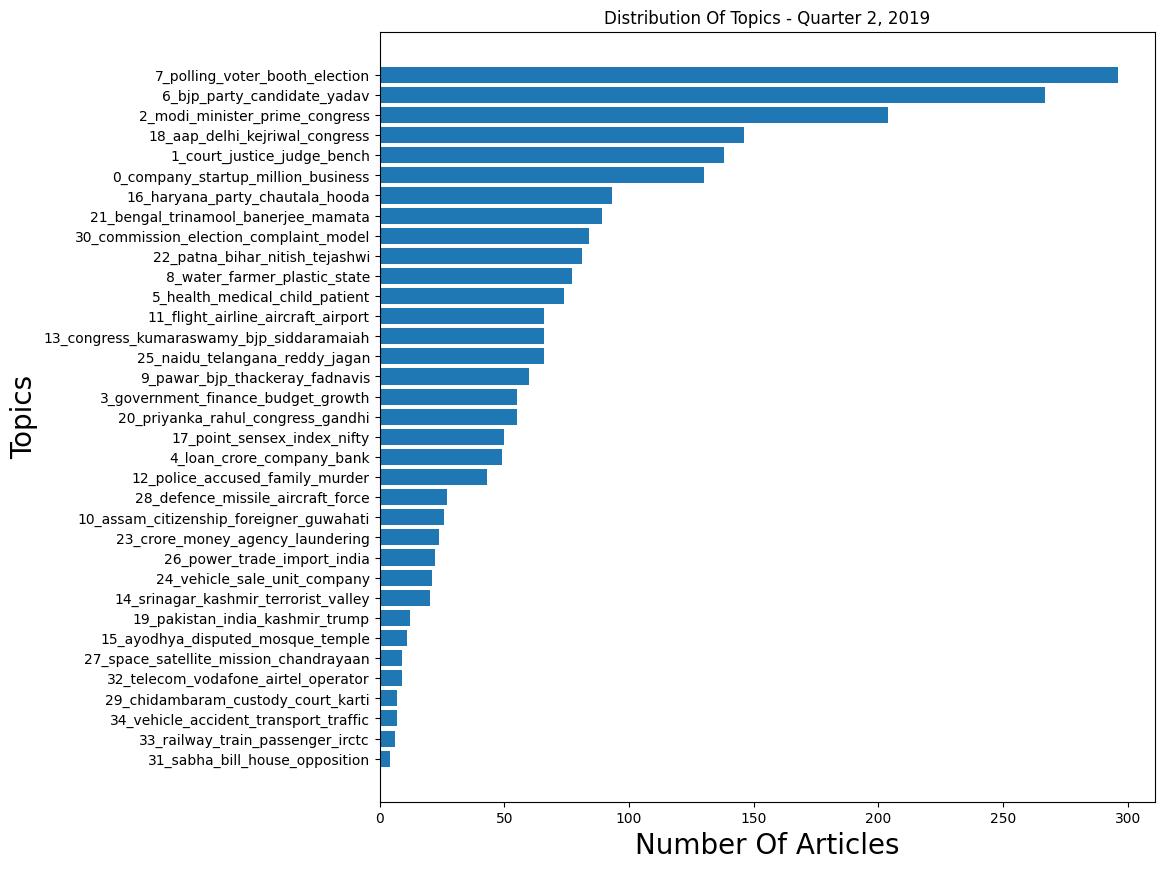 Distribution Of Topics - Quarter 2, 2019
7_polling_voter_booth_election
6_bjp_party_candidate_yadav
2_modi_minister_prime_congress
18_aap_delhi_kejriwal_congress
1_court_justice_judge_bench
0_company_startup_million_business
16_haryana_party_chautala_hooda
21_bengal_trinamool_banerjee_mamata
30_commission_election_complaint_model
22_patna_bihar_nitish_tejashwi
8_water_farmer_plastic_state
5_health_medical_child_patient
11_flight_airline_aircraft_airport
13_congress_kumaraswamy_bjp_siddaramaiah
25_naidu_telangana_reddy_jagan
9_pawar_bjp_thackeray_fadnavis
3_government_finance_budget_growth
20_priyanka_rahul_congress_gandhi
17_point_sensex_index_nifty
4_loan_crore_company_bank
12_police_accused_family_murder
28_defence_missile_aircraft_force
10_assam_citizenship_foreigner_guwahati
23_crore_money_agency_laundering
26_power_trade_import_india
24_vehicle_sale_unit_company
14_srinagar_kashmir_terrorist_valley
19_pakistan_india_kashmir_trump
15_ayodhya_disputed_mosque_temple
27_space_satellite_mission_chandrayaan
32_telecom_vodafone_airtel_operator
29_chidambaram_custody_court_karti
34_vehicle_accident_transport_traffic
33_railway_train_passenger_irctc
31_sabha_bill_house_opposition
Topics
0 50 100 150 200 250 300
Number Of Articles